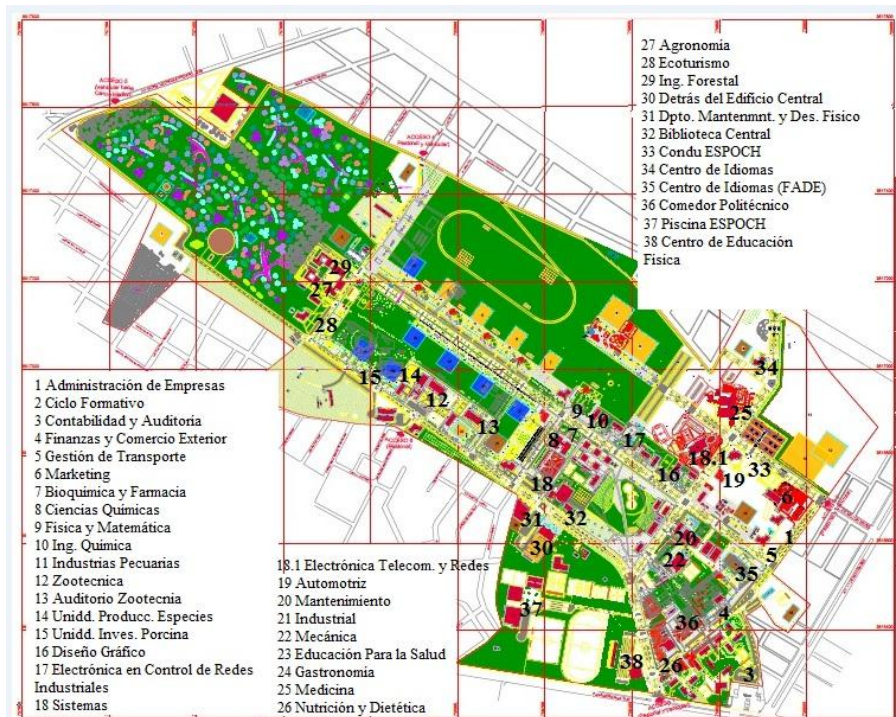 27 Agronomía
28 Ecoturismo
29 Ing. Forestal
30 Detrás del Edificio Central
31 Dpto. Mantenmnt. y Des. Físico
32 Biblioteca Central
33 Condu ESPOCH
34 Centro de Idiomas
35 Centro de Idiomas (FADE)
36 Comedor Politécnico
37 Piscina ESPOCH
38 Centro de Educación
Física
1 Administración de Empresas
2 Ciclo Formativo
3 Contabilidad y Auditoría
4 Finanzas y Comercio Exterior
5 Gestión de Transporte
6 Marketing
7 Bioquímica y Farmacia
8 Ciencias Químicas
9 Física y Matemática
10 Ing. Química
11 Industrias Pecuarias
12 Zootecnica
13 Auditorio Zootecnia
14 Unidd. Producc. Especies
15 Unidd. Inves. Porcina
16 Diseño Gráfico
17 Electrónica en Control de Redes
Industriales
18 Sistemas
18.1 Electrónica Telecom. y Redes
19 Automotriz
20 Mantenimiento
21 Industrial
22 Mecánica
23 Educación Para la Salud
24 Gastronomía
25 Medicina
26 Nutrición y Dietética
29
27
28
15
14
12
13
34
25
9
10
7
8
17
18.1
16
33
19
18
6
31
32
1
30
20
5
22
35
37
4
36
38
26
3